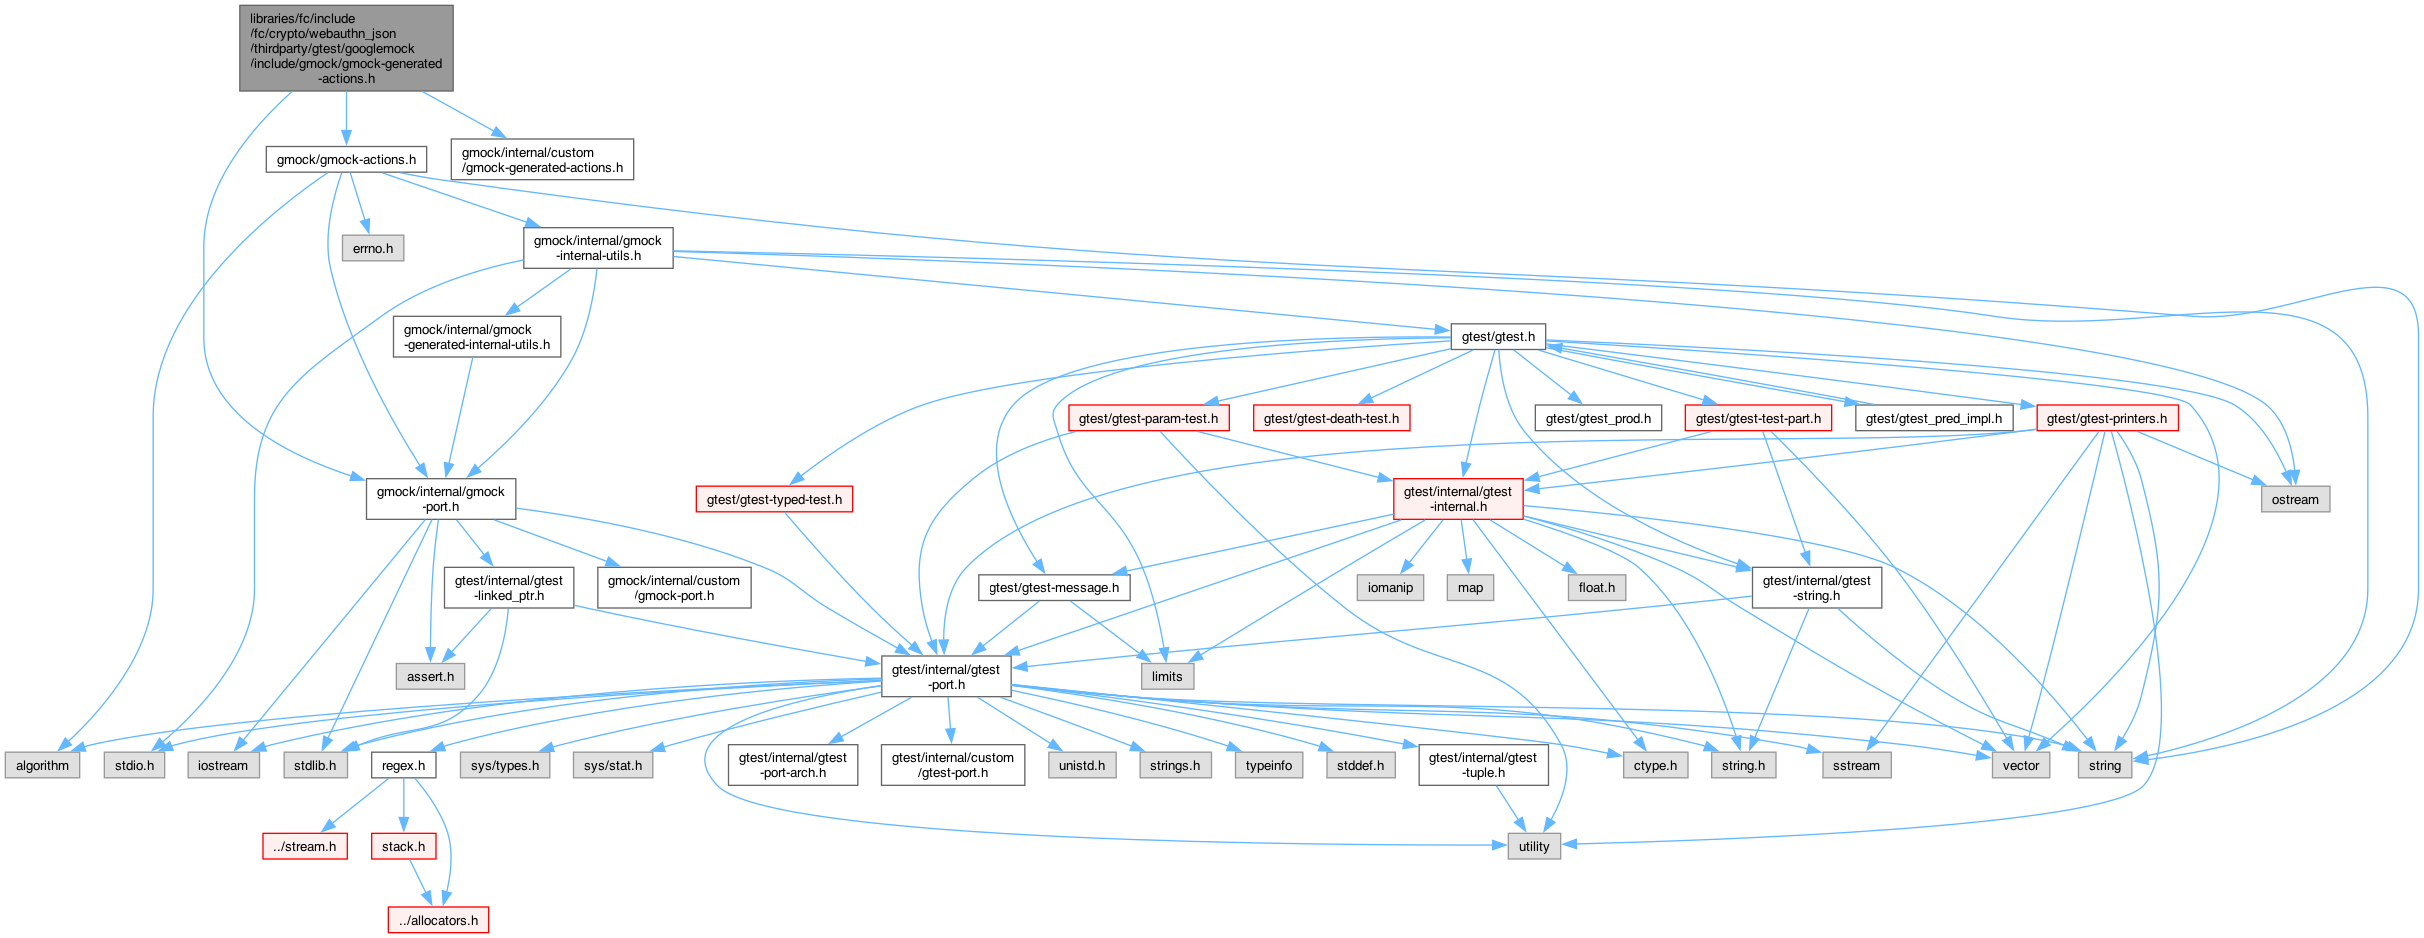 libraries/fc/include
/fc/crypto/webauthn_json
/thirdparty/gtest/googlemock
/include/gmock/gmock-generated
-actions.h
gmock/gmock-actions.h
gmock/internal/custom
/gmock-generated-actions.h
errno.h
gmock/internal/gmock
-internal-utils.h
gmock/internal/gmock
-generated-internal-utils.h
gtest/gtest.h
gtest/gtest-param-test.h
gtest/gtest-death-test.h
gtest/gtest_prod.h
gtest/gtest-test-part.h
gtest/gtest_pred_impl.h
gtest/gtest-printers.h
gmock/internal/gmock
-port.h
gtest/gtest-typed-test.h
gtest/internal/gtest
-internal.h
ostream
gtest/internal/gtest
-linked_ptr.h
gmock/internal/custom
/gmock-port.h
gtest/gtest-message.h
iomanip
map
float.h
gtest/internal/gtest
-string.h
assert.h
gtest/internal/gtest
-port.h
limits
algorithm
stdio.h
iostream
stdlib.h
regex.h
sys/types.h
sys/stat.h
gtest/internal/gtest
-port-arch.h
gtest/internal/custom
/gtest-port.h
unistd.h
strings.h
typeinfo
stddef.h
gtest/internal/gtest
-tuple.h
ctype.h
string.h
sstream
vector
string
../stream.h
stack.h
utility
../allocators.h